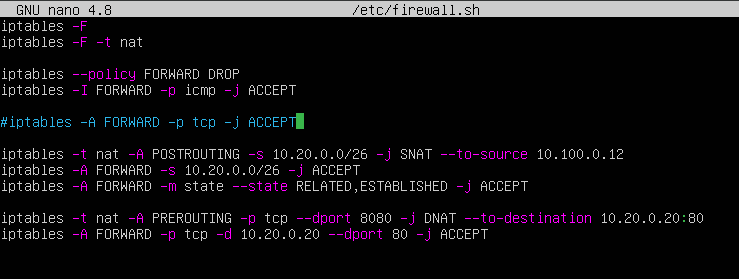 GNU nano 4.8 /etc/firewall.sh
iptables -F
iptables -F -t nat
iptables --policy FORWARD DROP
iptables -I FORWARD -p icmp -j ACCEPT
#iptables -A FORWARD -p tcp -j ACCEPT
iptables -t nat -A POSTROUTING -s 10.20.0.0/26 -j SNAT --to-source 10.100.0.12
iptables -A FORWARD -s 10.20.0.0/26 -j ACCEPT
iptables -A FORWARD -m state --state RELATED,ESTABLISHED -j ACCEPT
iptables -t nat -A PREROUTING -p tcp --dport 8080 -j DNAT --to-destination 10.20.0.20:80
iptables -A FORWARD -p tcp -d 10.20.0.20 --dport 80 -j ACCEPT